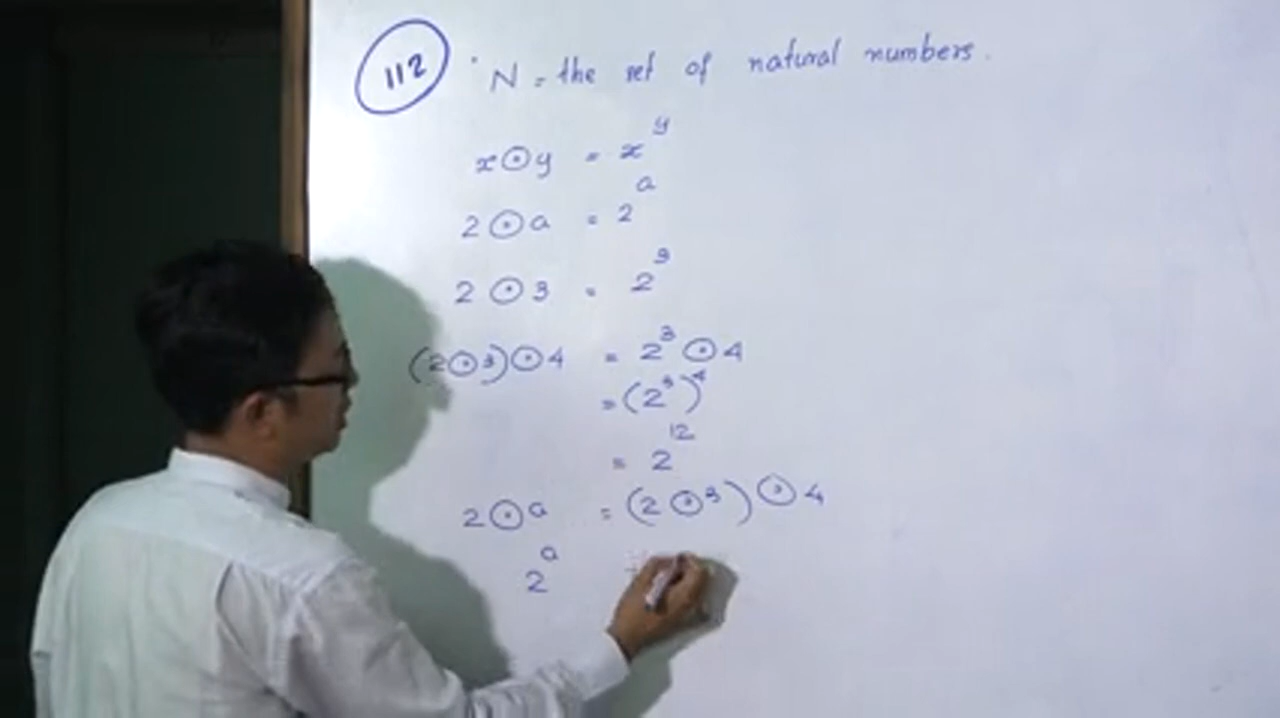 112 N = the set of natural numbers.
x⊙y = x^y
2⊙a = 2^a
2⊙3 = 2^3
(2⊙3)⊙4 = 2^3⊙4
= (2^3)^4
= 2^12
2⊙a = (2⊙3)⊙4
2^a =